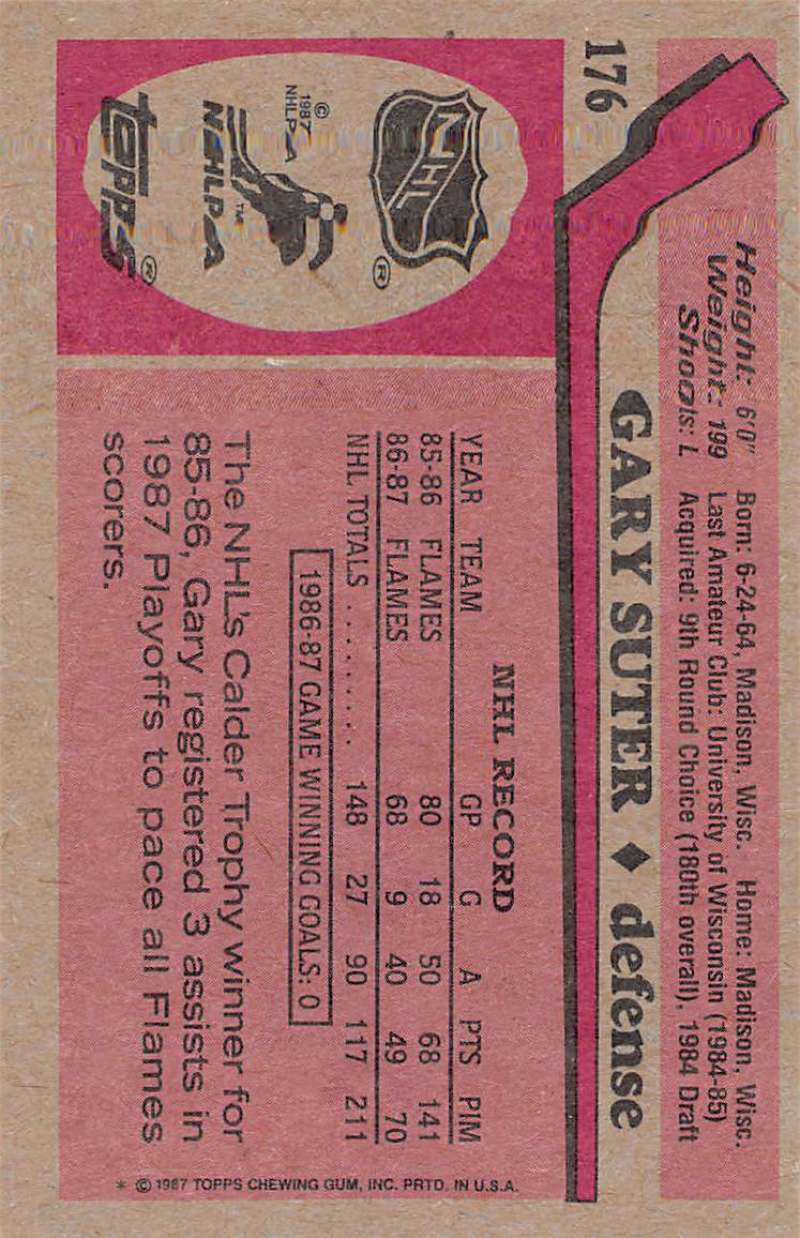 176
Height: 6'0" Born: 6-24-64, Madison, Wisc. Home: Madison, Wisc.
Weight: 199 Last Amateur Club: University of Wisconsin (1984-85)
Shoots: L Acquired: 9th Round Choice (180th overall), 1984 Draft
GARY SUTER ♦ defense
NHL
®
© 1987
NHLPA
™
NHLPA
TOPPS®
NHL RECORD
YEAR TEAM GP G A PTS PIM
85-86 FLAMES 80 18 50 68 141
86-87 FLAMES 68 9 40 49 70
NHL TOTALS ......... 148 27 90 117 211
1986-87 GAME WINNING GOALS: 0
The NHL's Calder Trophy winner for
85-86, Gary registered 3 assists in
1987 Playoffs to pace all Flames
scorers.
* © 1987 TOPPS CHEWING GUM, INC. PRTD. IN U.S.A.